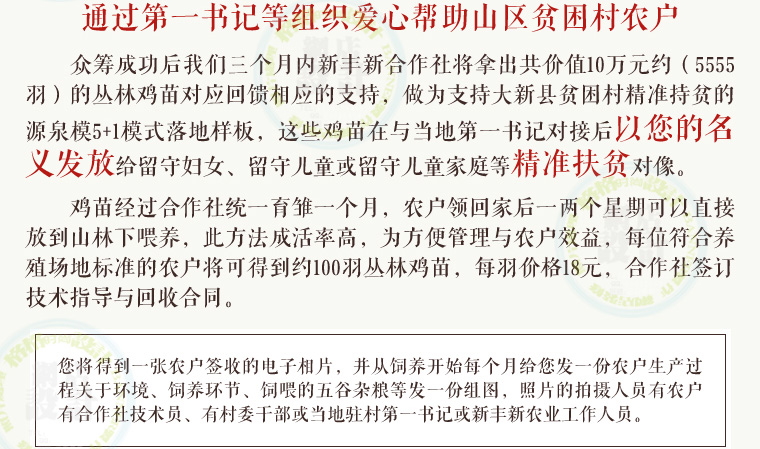 通过第一书记等组织爱心帮助山区贫困村农户
众筹成功后我们三个月内新丰新合作社将拿出共价值10万元约（5555
羽）的丛林鸡苗对应回馈相应的支持，做为支持大新县贫困村精准持贫的
源泉模5+1模式落地样板，这些鸡苗在与当地第一书记对接后以您的名
义发放给留守妇女、留守儿童或留守儿童家庭等精准扶贫对像。
鸡苗经过合作社统一育雏一个月，农户领回家后一两个星期可以直接
放到山林下喂养，此方法成活率高，为方便管理与农户效益，每位符合养
殖场地标准的农户将可得到约100羽丛林鸡苗，每羽价格18元，合作社签订
技术指导与回收合同。
您将得到一张农户签收的电子相片，并从饲养开始每个月给您发一份农户生产过
程关于环境、饲养环节、饲喂的五谷杂粮等发一份组图，照片的拍摄人员有农户
有合作社技术员、有村委干部或当地驻村第一书记或新丰新农业工作人员。